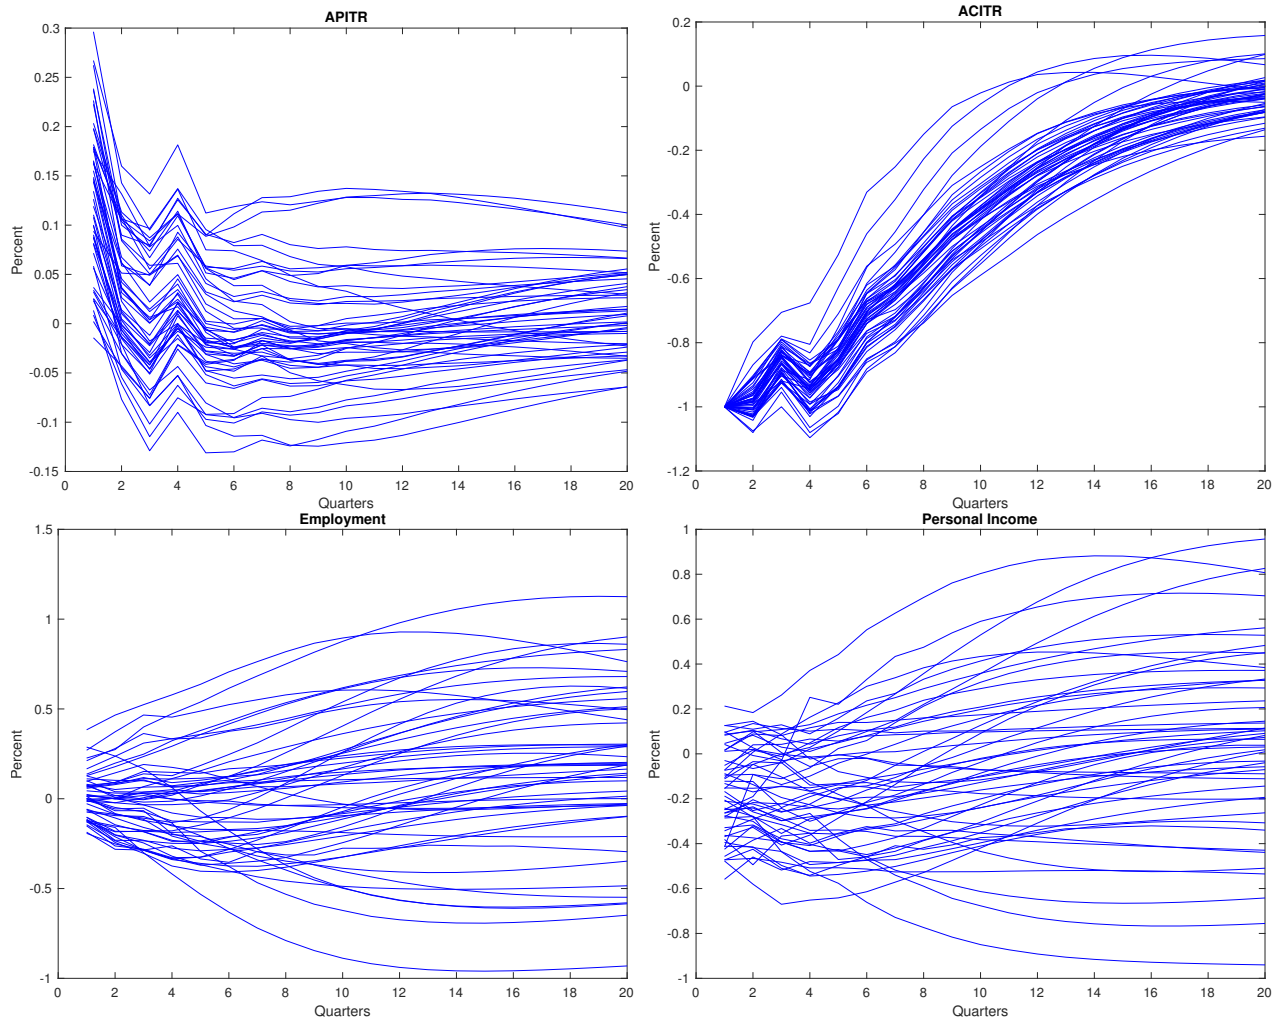 APITR
0.3
0.25
0.2
0.15
0.1
0.05
0
-0.05
-0.1
-0.15
Percent
0 2 4 6 8 10 12 14 16 18 20
Quarters
ACITR
0.2
0
-0.2
-0.4
-0.6
-0.8
-1
-1.2
Percent
0 2 4 6 8 10 12 14 16 18 20
Quarters
Employment
1.5
1
0.5
0
-0.5
-1
Percent
0 2 4 6 8 10 12 14 16 18 20
Quarters
Personal Income
1
0.8
0.6
0.4
0.2
0
-0.2
-0.4
-0.6
-0.8
-1
Percent
0 2 4 6 8 10 12 14 16 18 20
Quarters